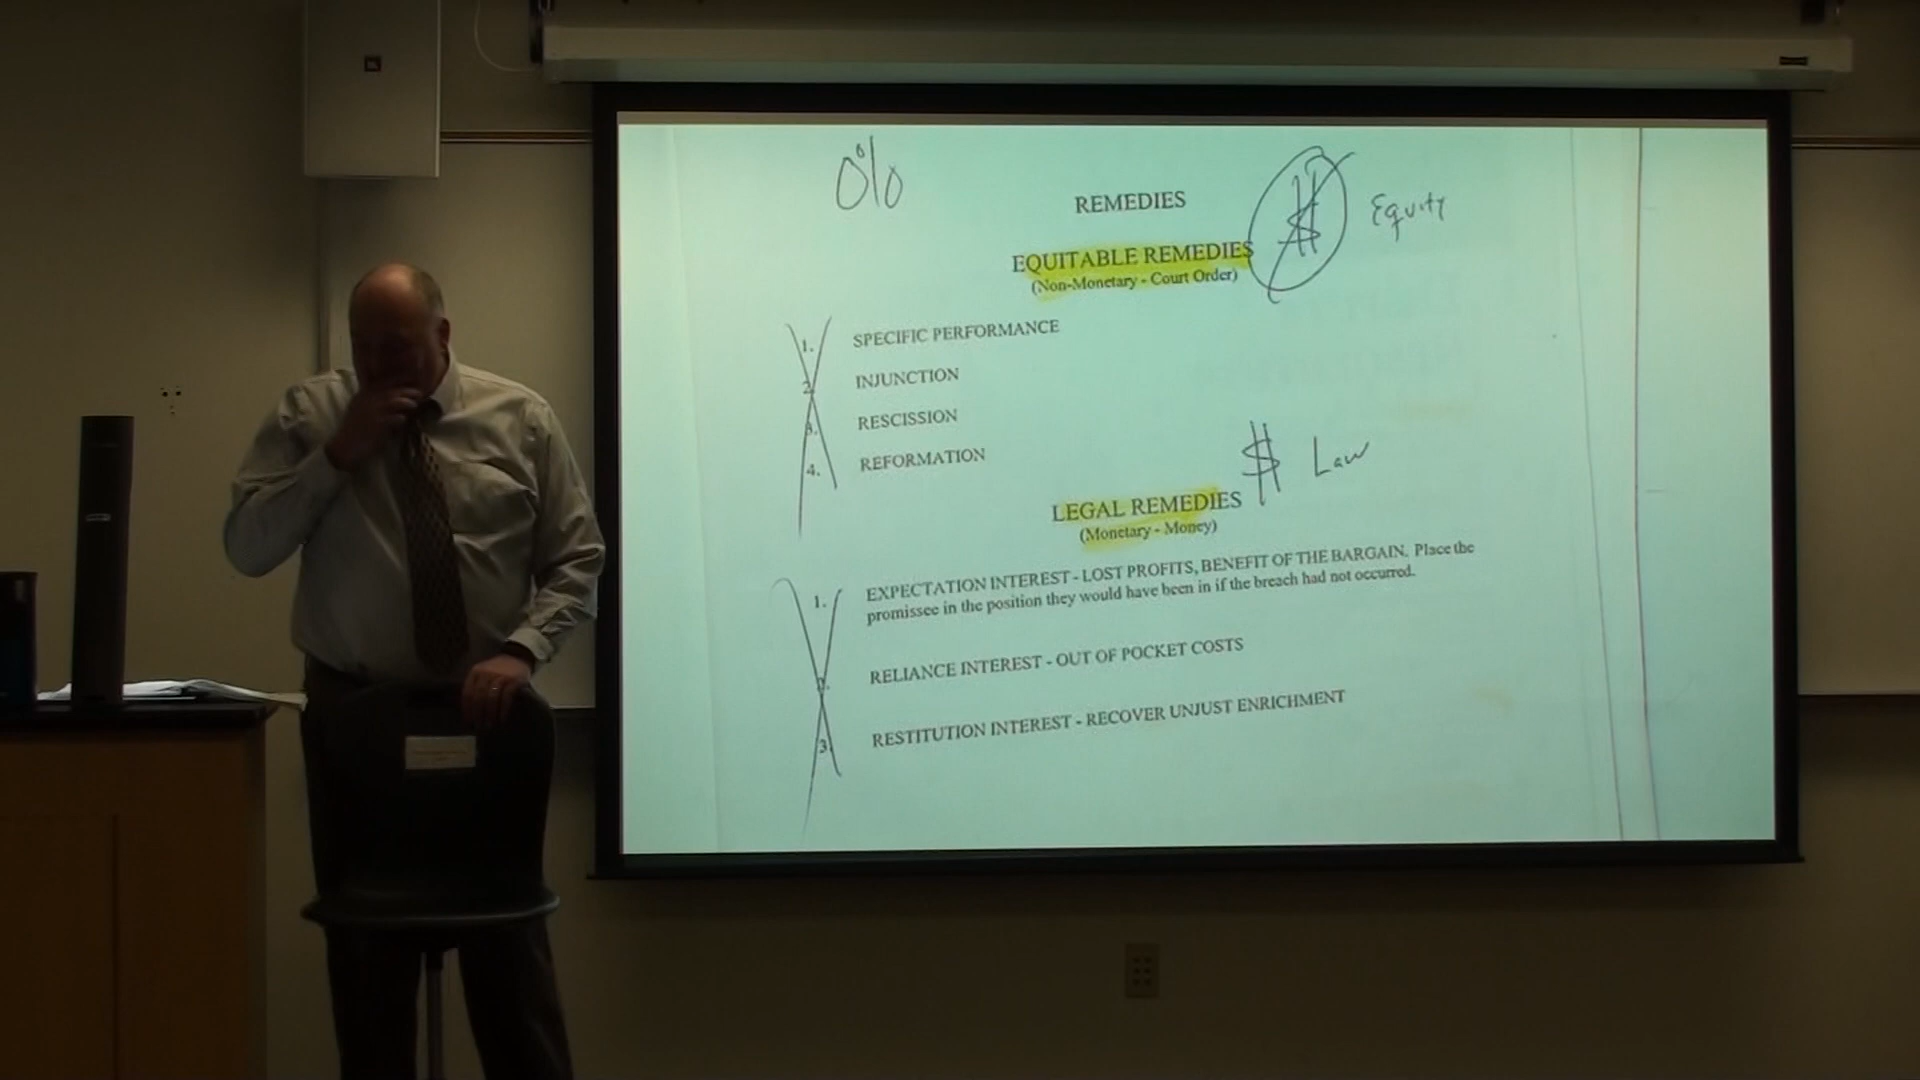 0%
REMEDIES
$ Equity
EQUITABLE REMEDIES
(Non-Monetary - Court Order)
1. SPECIFIC PERFORMANCE
2. INJUNCTION
3. RESCISSION
4. REFORMATION
$ Law
LEGAL REMEDIES
(Monetary - Money)
1. EXPECTATION INTEREST - LOST PROFITS, BENEFIT OF THE BARGAIN. Place the
promissee in the position they would have been in if the breach had not occurred.
2. RELIANCE INTEREST - OUT OF POCKET COSTS
3. RESTITUTION INTEREST - RECOVER UNJUST ENRICHMENT